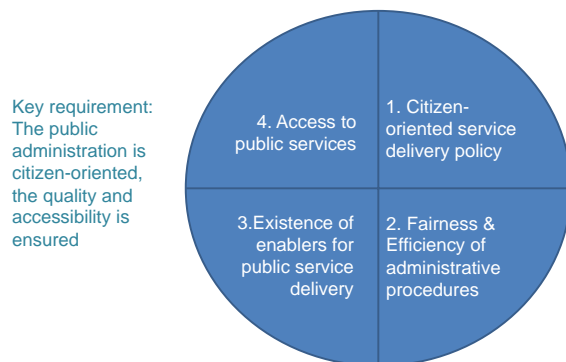 Key requirement:
The public
administration is
citizen-oriented,
the quality and
accessibility is
ensured
1. Citizen-
oriented service
delivery policy
2. Fairness &
Efficiency of
administrative
procedures
3.Existence of
enablers for
public service
delivery
4. Access to
public services